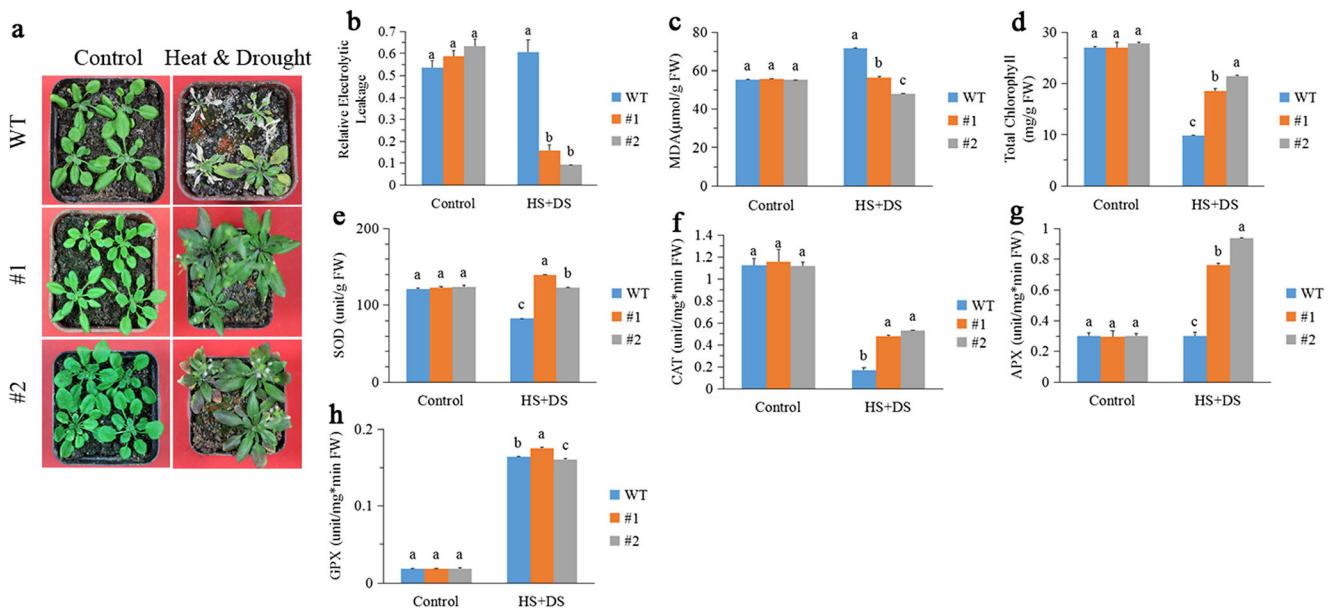 a
Control Heat & Drought
WT
#1
#2
b
Relative Electrolytic
Leakage
0.7
0.6
0.5
0.4
0.3
0.2
0.1
0
a a a a b b
Control HS+DS
WT
#1
#2
c
MDA(μmol/g FW)
80
60
40
20
0
a a a a b c
Control HS+DS
WT
#1
#2
d
Total Chlorophyll
(mg/g FW)
30
20
10
0
a a a c b a
Control HS+DS
WT
#1
#2
e
SOD (unit/g FW)
200
100
0
a a a c a b
Control HS+DS
WT
#1
#2
f
CAT (unit/mg*min FW)
1.4
1.2
1
0.8
0.6
0.4
0.2
0
a a a b a a
Control HS+DS
WT
#1
#2
g
APX (unit/mg*min FW)
1
0.8
0.6
0.4
0.2
0
a a a c b a
Control HS+DS
WT
#1
#2
h
GPX (unit/mg*min FW)
0.2
0.1
0
a a a b a c
Control HS+DS
WT
#1
#2